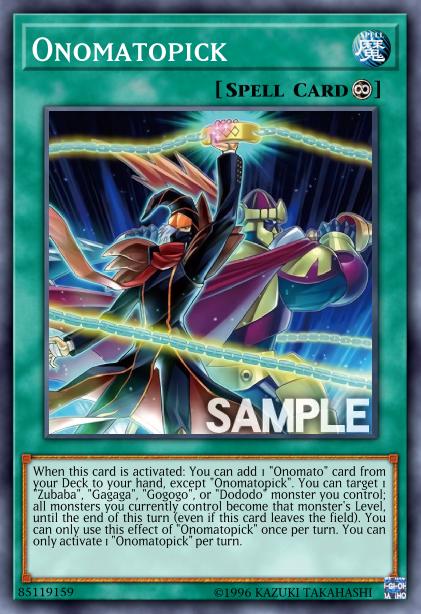 ONOMATOPICK
SPELL
魔
[SPELL CARD]
SAMPLE
When this card is activated: You can add 1 "Onomato" card from
your Deck to your hand, except "Onomatopick". You can target 1
"Zubaba", "Gagaga", "Gogogo", or "Dododo" monster you control;
all monsters you currently control become that monster's Level,
until the end of this turn (even if this card leaves the field). You
can only use this effect of "Onomatopick" once per turn. You can
only activate 1 "Onomatopick" per turn.
85119159
©1996 KAZUKI TAKAHASHI